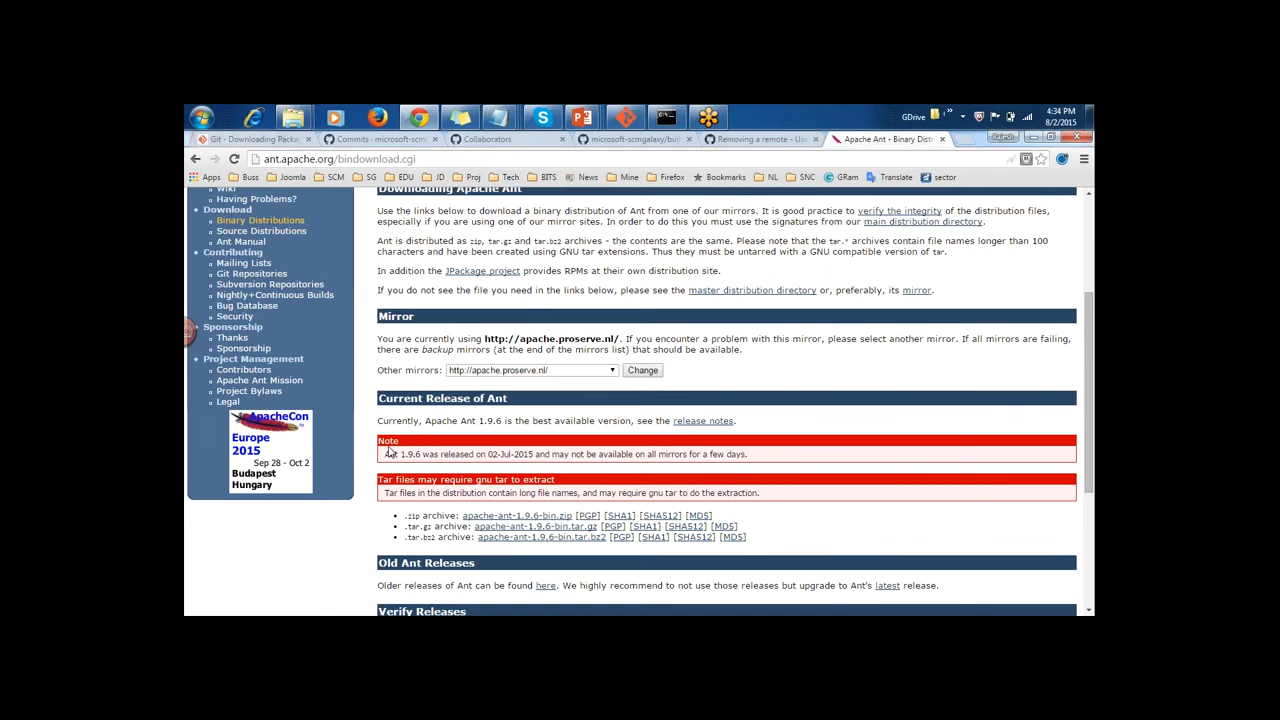 4:34 PM
GDrive
8/2/2015
Git - Downloading Packa
Commits · microsoft-scm
Collaborators
microsoft-scmgalaxy/buil
Removing a remote - Use
Apache Ant - Binary Distr
ant.apache.org/bindownload.cgi
Apps Buss Joomla SCM SG EDU JD Proj Tech BITS News Mine Firefox Bookmarks NL SNC GRam Translate sector
Wiki
Having Problems?
Download
Binary Distributions
Source Distributions
Ant Manual
Contributing
Mailing Lists
Git Repositories
Subversion Repositories
Nightly+Continuous Builds
Bug Database
Security
Sponsorship
Thanks
Sponsorship
Project Management
Contributors
Apache Ant Mission
Project Bylaws
Legal
ApacheCon
Europe
2015
Sep 28 - Oct 2
Budapest
Hungary
Downloading Apache Ant
Use the links below to download a binary distribution of Ant from one of our mirrors. It is good practice to verify the integrity of the distribution files,
especially if you are using one of our mirror sites. In order to do this you must use the signatures from our main distribution directory.
Ant is distributed as zip, tar.gz and tar.bz2 archives - the contents are the same. Please note that the tar.* archives contain file names longer than 100
characters and have been created using GNU tar extensions. Thus they must be untarred with a GNU compatible version of tar.
In addition the JPackage project provides RPMs at their own distribution site.
If you do not see the file you need in the links below, please see the master distribution directory or, preferably, its mirror.
Mirror
You are currently using http://apache.proserve.nl/. If you encounter a problem with this mirror, please select another mirror. If all mirrors are failing,
there are backup mirrors (at the end of the mirrors list) that should be available.
Other mirrors: http://apache.proserve.nl/ Change
Current Release of Ant
Currently, Apache Ant 1.9.6 is the best available version, see the release notes.
Note
Ant 1.9.6 was released on 02-Jul-2015 and may not be available on all mirrors for a few days.
Tar files may require gnu tar to extract
Tar files in the distribution contain long file names, and may require gnu tar to do the extraction.
.zip archive: apache-ant-1.9.6-bin.zip [PGP] [SHA1] [SHA512] [MD5]
.tar.gz archive: apache-ant-1.9.6-bin.tar.gz [PGP] [SHA1] [SHA512] [MD5]
.tar.bz2 archive: apache-ant-1.9.6-bin.tar.bz2 [PGP] [SHA1] [SHA512] [MD5]
Old Ant Releases
Older releases of Ant can be found here. We highly recommend to not use those releases but upgrade to Ant's latest release.
Verify Releases